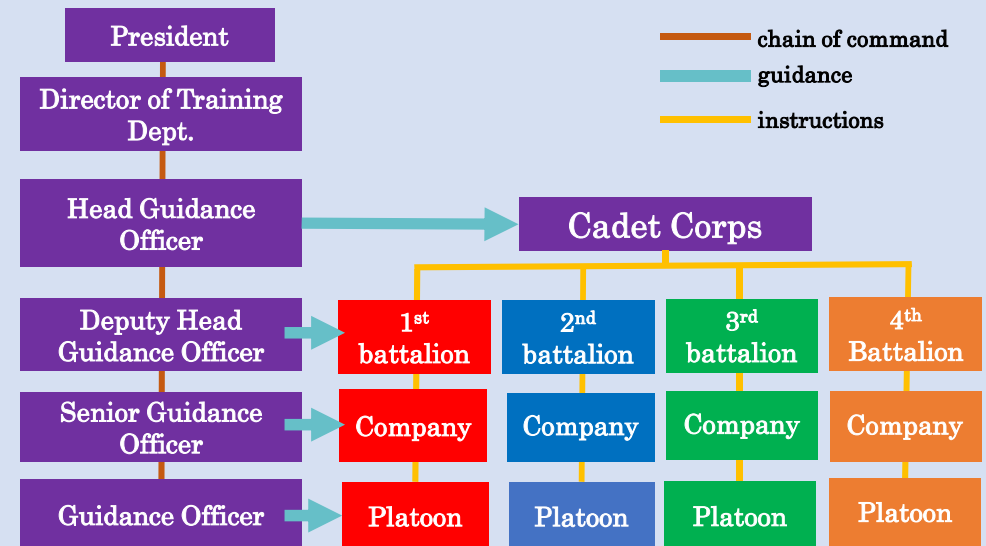 President
chain of command
guidance
instructions
Director of Training
Dept.
Head Guidance
Officer
Cadet Corps
Deputy Head
Guidance Officer
1st
battalion
2nd
battalion
3rd
battalion
4th
Battalion
Senior Guidance
Officer
Company
Company
Company
Company
Guidance Officer
Platoon
Platoon
Platoon
Platoon